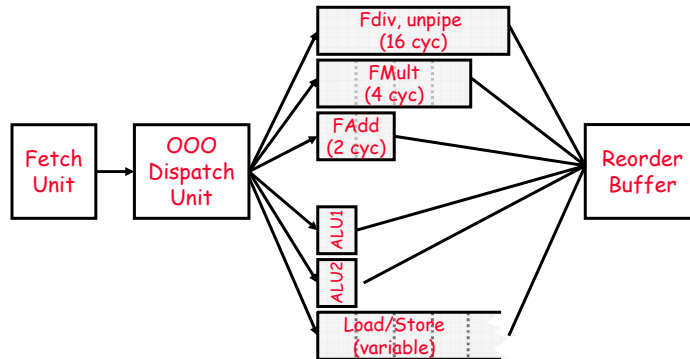 Fdiv, unpipe
(16 cyc)
FMult
(4 cyc)
FAdd
(2 cyc)
Fetch
Unit
OOO
Dispatch
Unit
Reorder
Buffer
ALU1
ALU2
Load/Store
(variable)